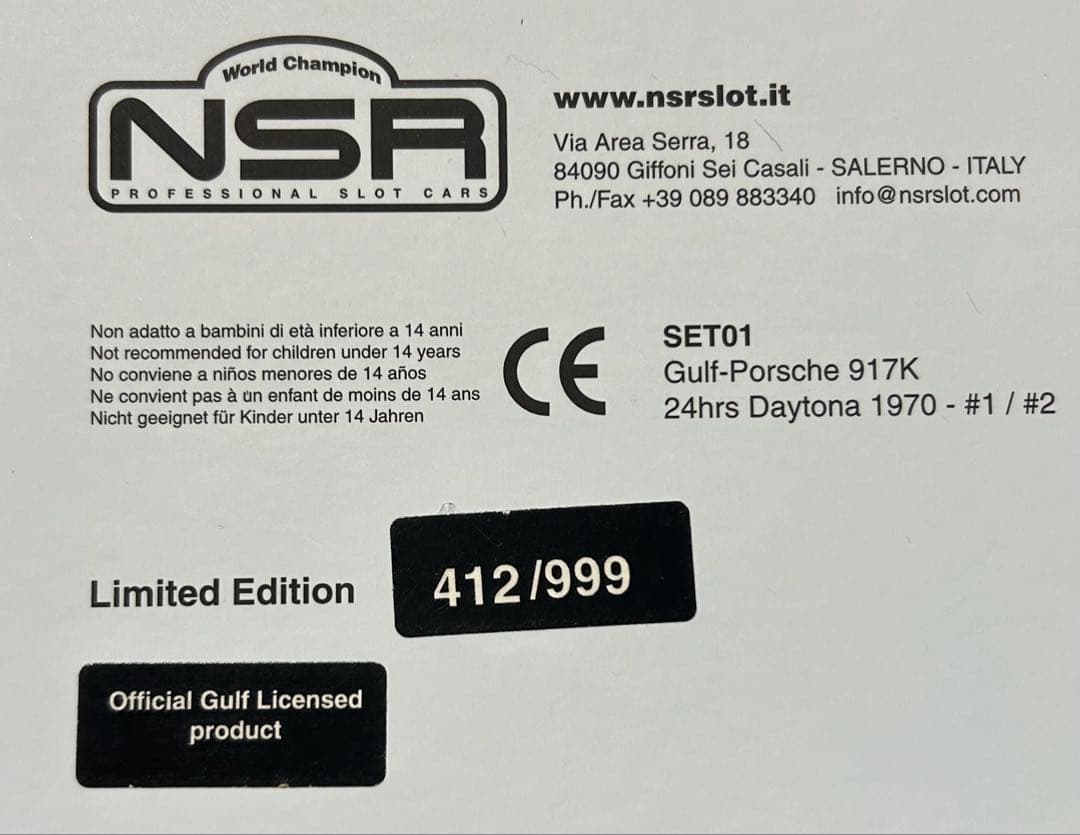 World Champion
NSR
PROFESSIONAL SLOT CARS
www.nsrslot.it
Via Area Serra, 18
84090 Giffoni Sei Casali - SALERNO - ITALY
Ph./Fax +39 089 883340 info@nsrslot.com
Non adatto a bambini di età inferiore a 14 anni
Not recommended for children under 14 years
No conviene a niños menores de 14 años
Ne convient pas à un enfant de moins de 14 ans
Nicht geeignet für Kinder unter 14 Jahren
CE
SET01
Gulf-Porsche 917K
24hrs Daytona 1970 - #1 / #2
Limited Edition
412/999
Official Gulf Licensed
product